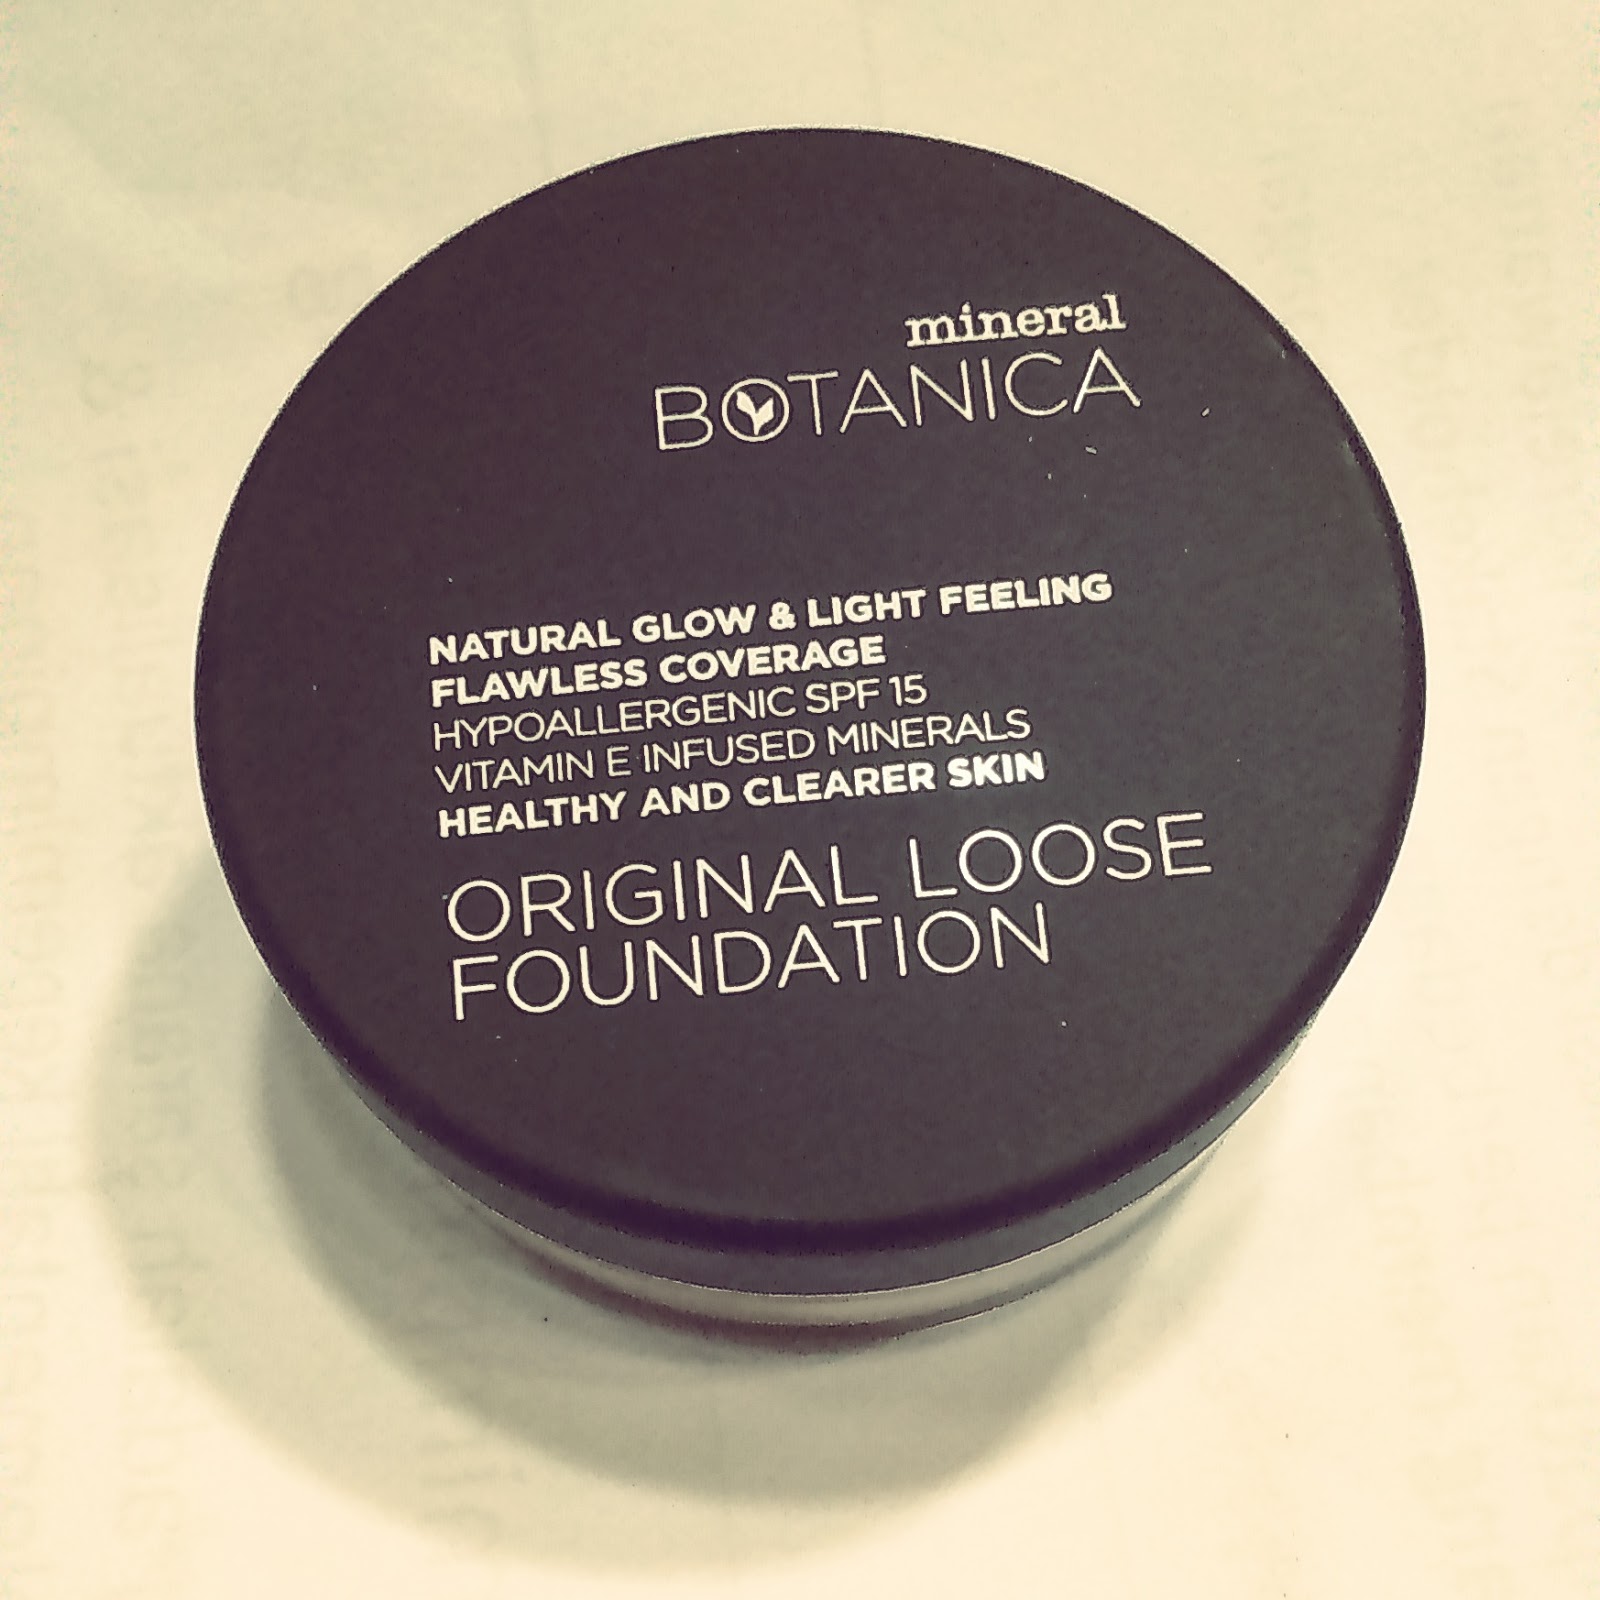 mineral
BOTANICA
NATURAL GLOW & LIGHT FEELING
FLAWLESS COVERAGE
HYPOALLERGENIC SPF 15
VITAMIN E INFUSED MINERALS
HEALTHY AND CLEARER SKIN
ORIGINAL LOOSE
FOUNDATION